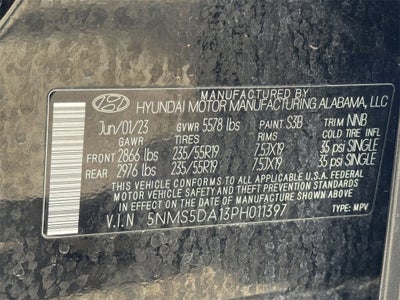 MANUFACTURED BY
HYUNDAI MOTOR MANUFACTURING ALABAMA, LLC
Jun/01/23 GVWR 5578 lbs PAINT S3B TRIM NNB
GAWR TIRES RIMS COLD TIRE INF.
FRONT 2866 lbs 235/55R19 7.5JX19 35 psi SINGLE
REAR 2976 lbs 235/55R19 7.5JX19 35 psi SINGLE
THIS VEHICLE CONFORMS TO ALL APPLICABLE U.S.A. FEDERAL
MOTOR VEHICLE SAFETY AND THEFT PREVENTION STANDARDS
IN EFFECT ON THE DATE OF MANUFACTURE SHOWN ABOVE.
V.I.N 5NMS5DA13PH011397 TYPE: MPV